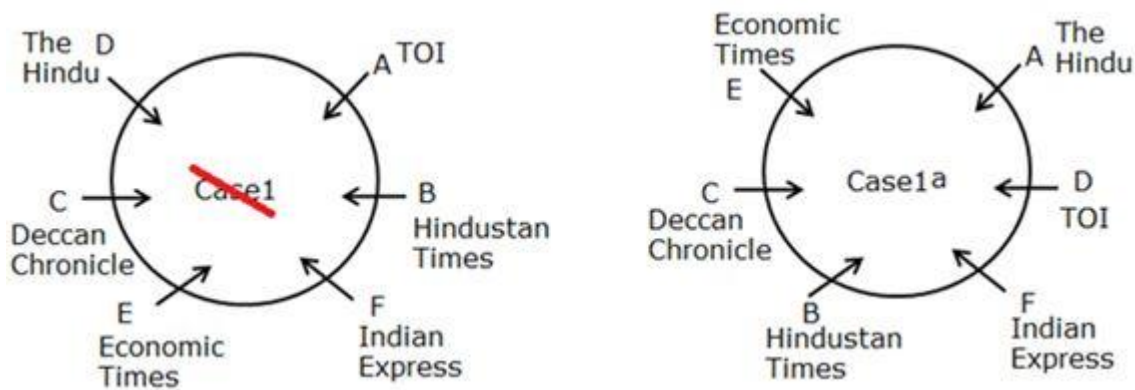 The D
Hindu
A TOI
Case1
C
Deccan
Chronicle
B
Hindustan
Times
E
Economic
Times
F
Indian
Express
Economic
Times
E
A The
Hindu
Case1a
C
Deccan
Chronicle
D
TOI
B
Hindustan
Times
F
Indian
Express